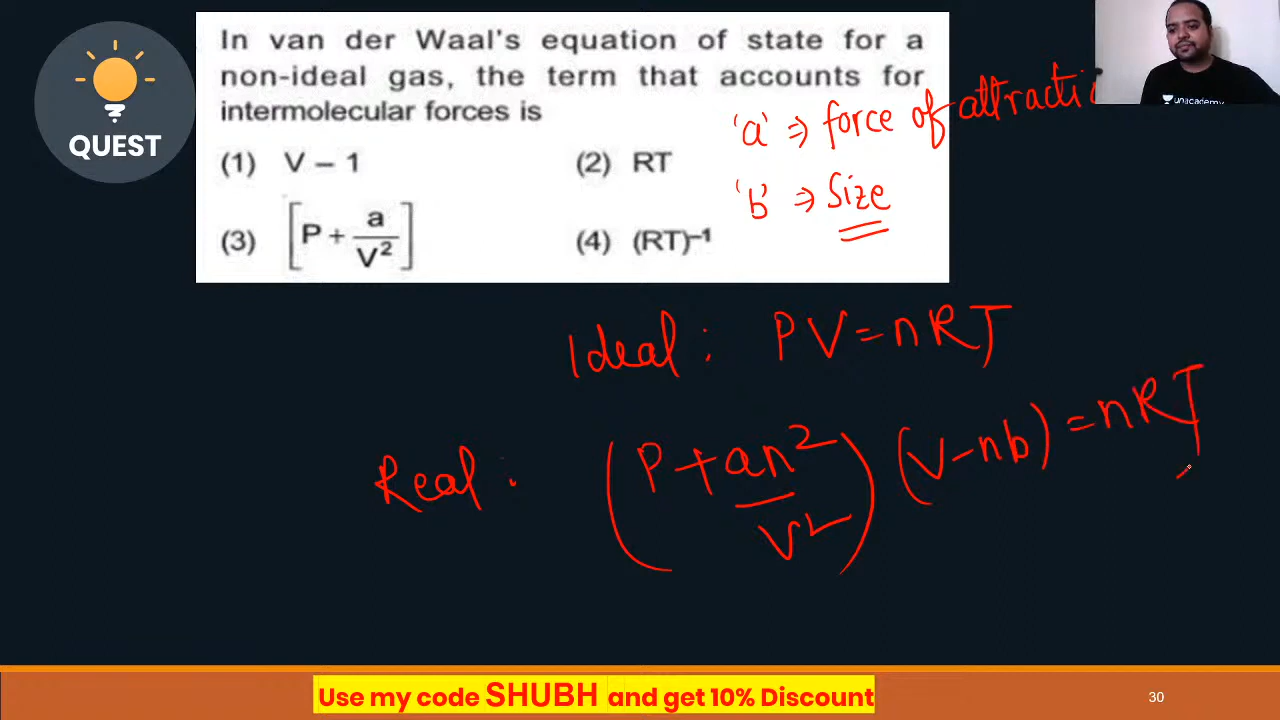 QUEST
In van der Waal's equation of state for a
non-ideal gas, the term that accounts for
intermolecular forces is
(1) V – 1
(2) RT
(3) [P + a/V²]
(4) (RT)⁻¹
'a' ⇒ force of attracti
'b' ⇒ Size
unacademy
Ideal : PV = nRT
Real : (P + an²/V²) (V - nb) = nRT
Use my code SHUBH and get 10% Discount
30